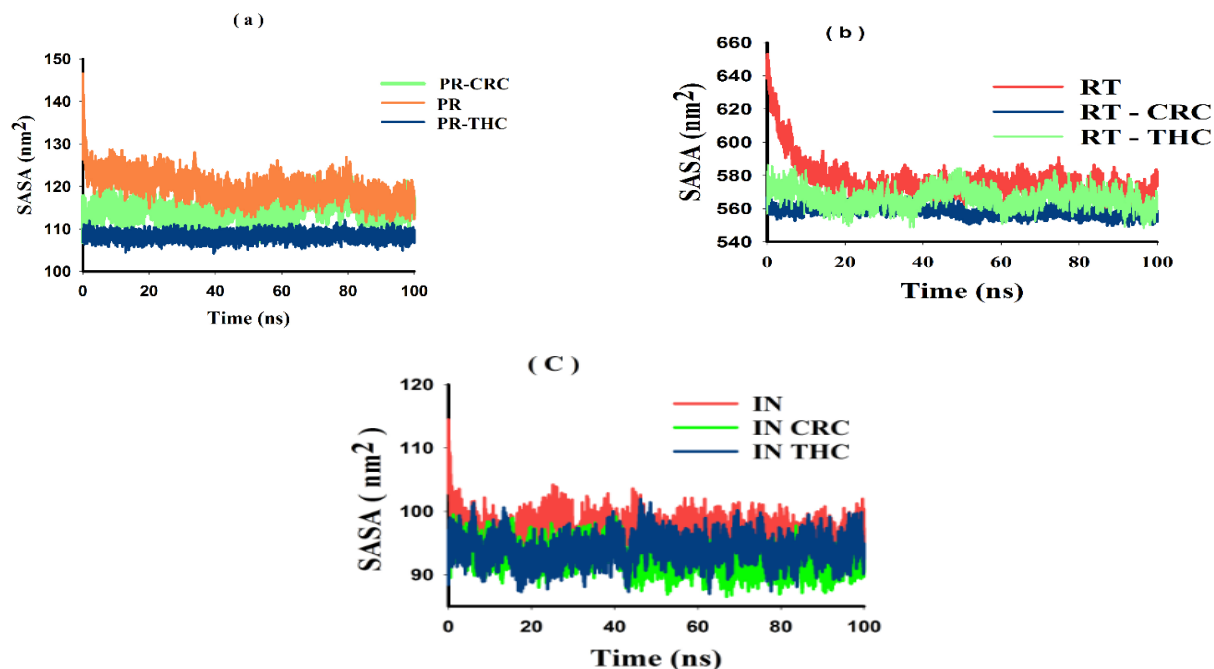 ( a )
150
140
130
120
110
100
SASA (nm²)
PR-CRC
PR
PR-THC
0 20 40 60 80 100
Time (ns)
( b )
660
640
620
600
580
560
540
SASA (nm²)
RT
RT - CRC
RT - THC
0 20 40 60 80 100
Time (ns)
( C )
120
110
100
90
SASA ( nm² )
IN
IN CRC
IN THC
0 20 40 60 80 100
Time (ns)